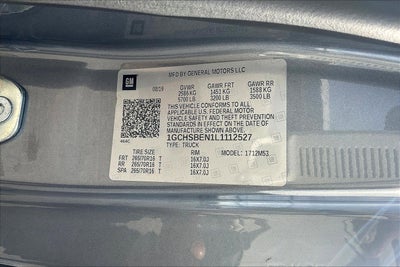 GM
MFD BY GENERAL MOTORS LLC
08/19 GVWR GAWR FRT GAWR RR
2586 KG 1451 KG 1588 KG
5700 LB 3200 LB 3500 LB
THIS VEHICLE CONFORMS TO ALL APPLICABLE U.S. FEDERAL MOTOR VEHICLE SAFETY AND THEFT PREVENTION STANDARDS IN EFFECT ON THE DATE OF MANUFACTURE SHOWN ABOVE.
1GCHSBEN1L1112527
TYPE: TRUCK
TIRE SIZE RIM MODEL: 1712M53
FRT 265/70R16 T 16X7.0J
RR 265/70R16 T 16X7.0J
SPA 265/70R16 T 16X7.0J